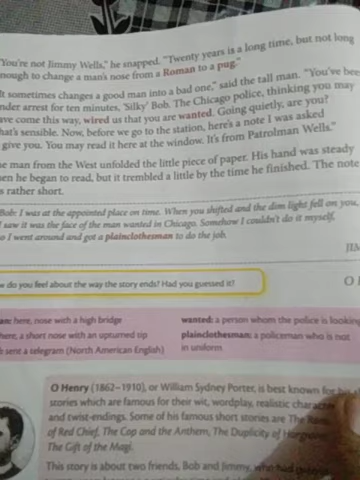 You're not Jimmy Wells," he snapped. "Twenty years is a long time, but not long
nough to change a man's nose from a Roman to a pug."
It sometimes changes a good man into a bad one," said the tall man. "You've bee
nder arrest for ten minutes, 'Silky' Bob. The Chicago police, thinking you may
ave come this way, wired us that you are wanted. Going quietly, are you?
hat's sensible. Now, before we go to the station, here's a note I was asked
give you. You may read it here at the window. It's from Patrolman Wells."
e man from the West unfolded the little piece of paper. His hand was steady
en he began to read, but it trembled a little by the time he finished. The note
s rather short.
Bob: I was at the appointed place on time. When you shifted and the dim light fell on you,
saw it was the face of the man wanted in Chicago. Somehow I couldn't do it myself,
o I went around and got a plainclothesman to do the job.
JIM
w do you feel about the way the story ends? Had you guessed it?
O H
an: here, nose with a high bridge
here, a short nose with an upturned tip
sent a telegram (North American English)
wanted: a person whom the police is looking
plainclothesman: a policeman who is not
in uniform
O Henry (1862–1910), or William Sydney Porter, is best known for his
stories which are famous for their wit, wordplay, realistic character
and twist-endings. Some of his famous short stories are The
of Red Chief, The Cop and the Anthem, The Duplicity of
The Gift of the Magi.
This story is about two friends, Bob and Jimmy, who had